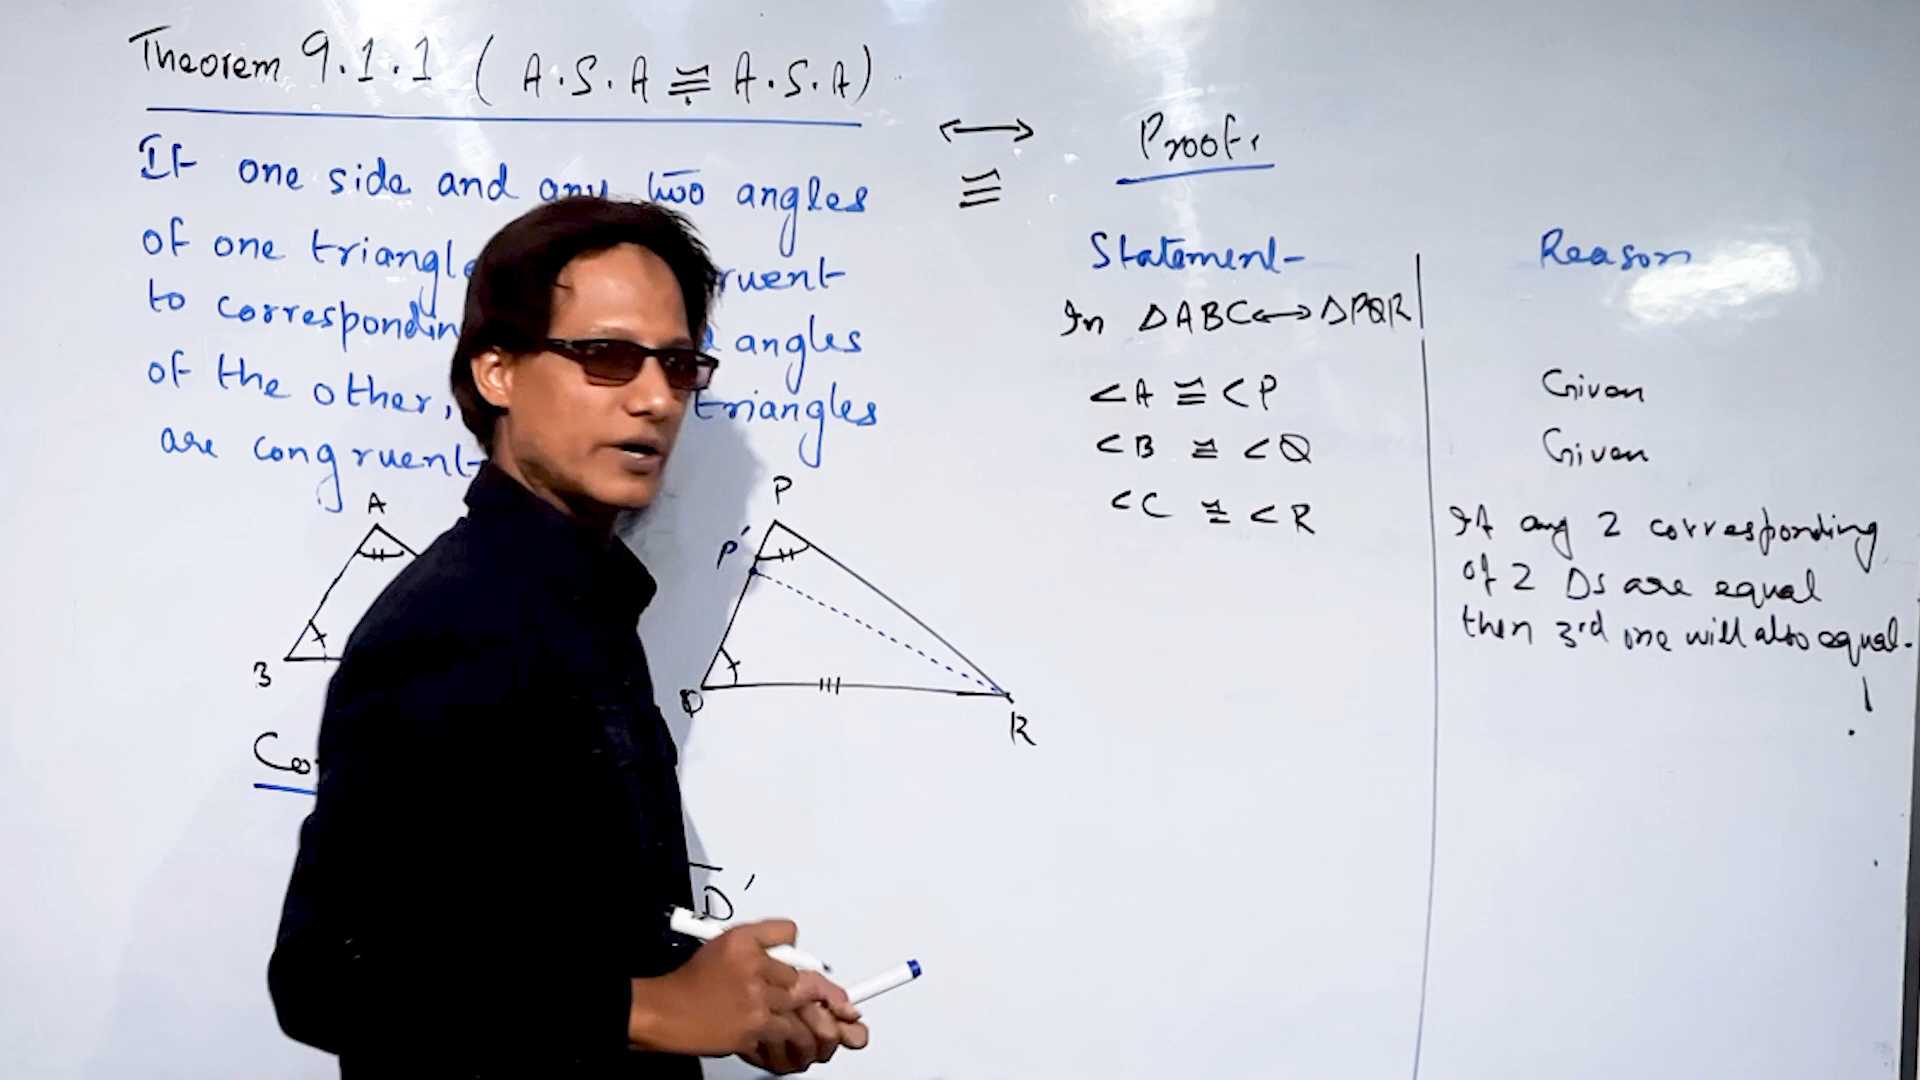 Theorem 9.1.1 ( A.S.A ≅ A.S.A)
If one side and any two angles
of one triangle ruent
to correspondin angles
of the other, triangles
are congruent
A
B
P
P'
Q
R
Co
D'
↔
≅
Proof:
Statement Reason
In ΔABC↔ΔPQR
<A ≅ <P Given
<B ≅ <Q Given
<C ≅ <R If any 2 corresponding
of 2 Δs are equal
then 3rd one will also equal.